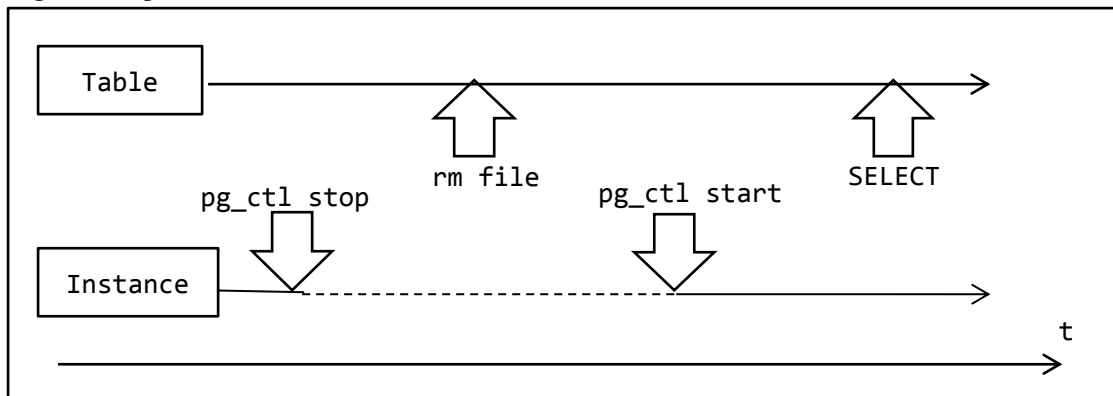 Table
rm file
SELECT
pg_ctl stop
pg_ctl start
Instance
t